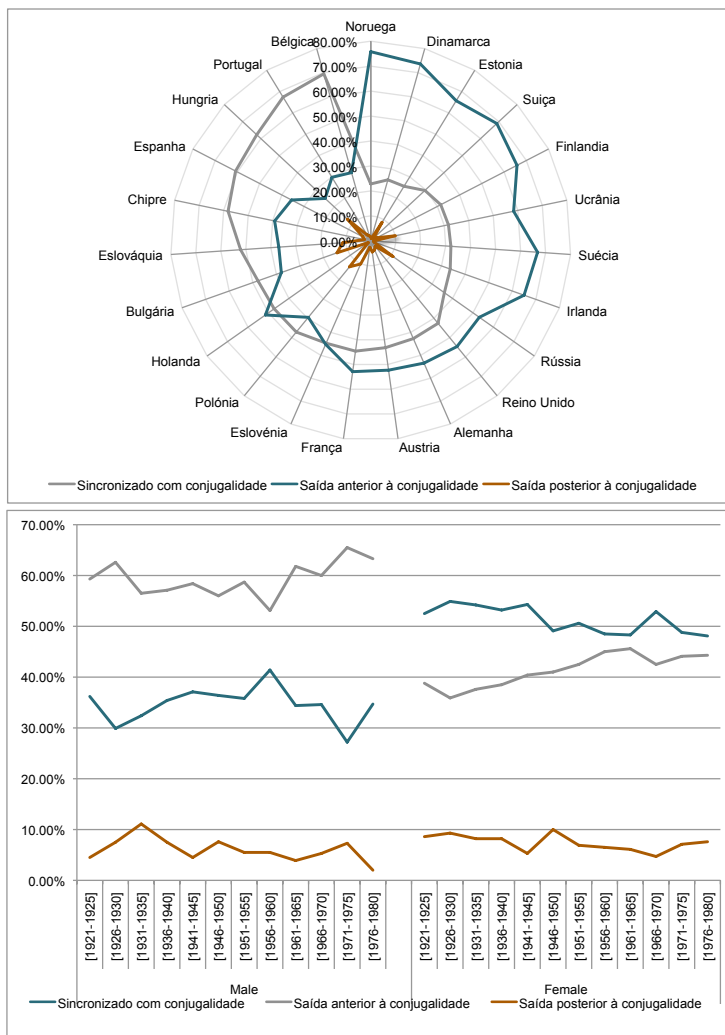 Noruega
Dinamarca
Estonia
Suiça
Finlandia
Ucrânia
Suécia
Irlanda
Rússia
Reino Unido
Alemanha
Austria
França
Eslovénia
Polónia
Holanda
Bulgária
Eslováquia
Chipre
Espanha
Hungria
Portugal
Bélgica
80.00%
70.00%
60.00%
50.00%
40.00%
30.00%
20.00%
10.00%
0.00%
Sincronizado com conjugalidade Saída anterior à conjugalidade Saída posterior à conjugalidade
70.00%
60.00%
50.00%
40.00%
30.00%
20.00%
10.00%
0.00%
[1921-1925]
[1926-1930]
[1931-1935]
[1936-1940]
[1941-1945]
[1946-1950]
[1951-1955]
[1956-1960]
[1961-1965]
[1966-1970]
[1971-1975]
[1976-1980]
[1921-1925]
[1926-1930]
[1931-1935]
[1936-1940]
[1941-1945]
[1946-1950]
[1951-1955]
[1956-1960]
[1961-1965]
[1966-1970]
[1971-1975]
[1976-1980]
Male Female
Sincronizado com conjugalidade Saída anterior à conjugalidade Saída posterior à conjugalidade